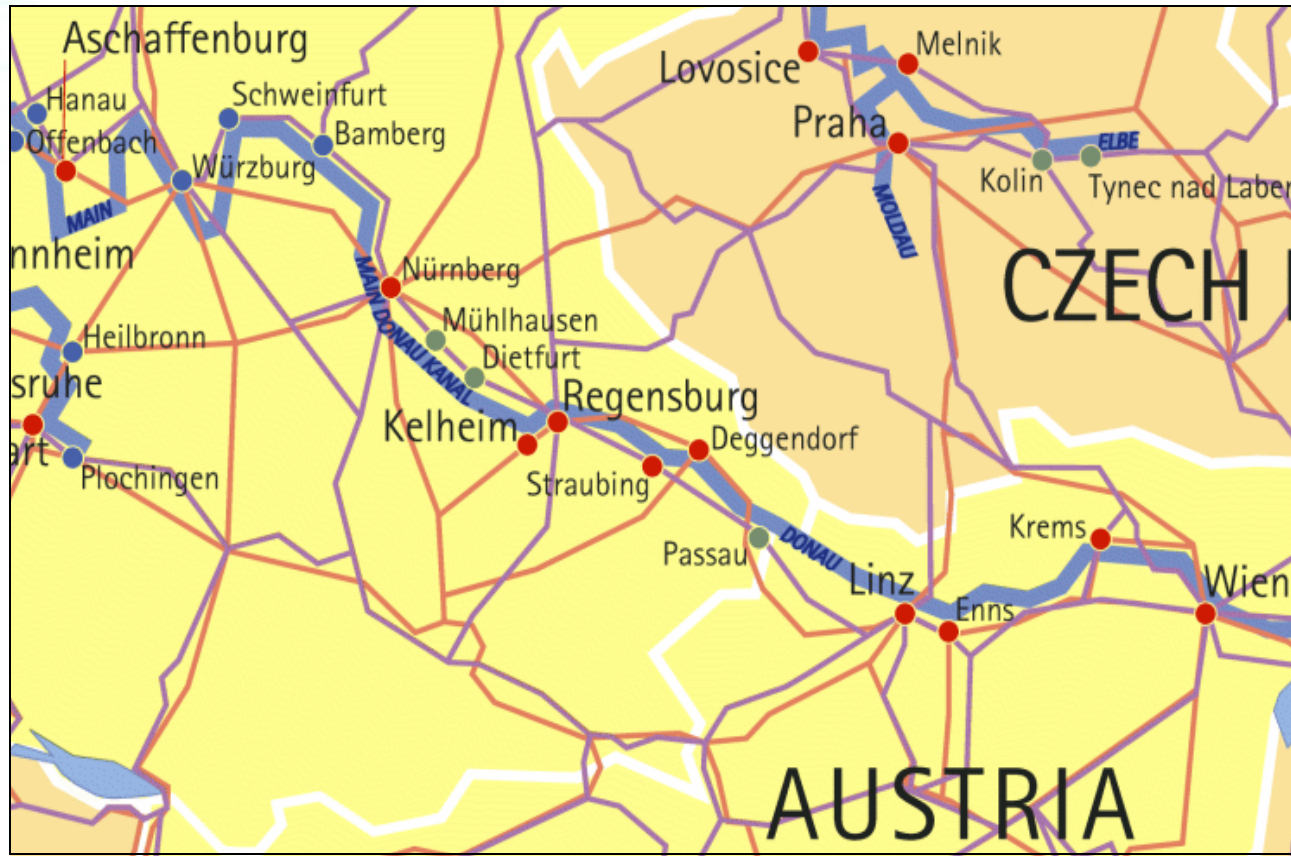 Aschaffenburg
Melnik
Lovosice
Hanau
Schweinfurt
Offenbach
Bamberg
Praha
ELBE
Würzburg
Kolin
Tynec nad Laber
MAIN
MOLDAU
nnheim
Nürnberg
MAIN DONAU KANAL
CZECH
Mühlhausen
Heilbronn
Dietfurt
sruhe
Regensburg
Kelheim
Deggendorf
art
Plochingen
Straubing
Krems
DONAU
Passau
Linz
Wien
Enns
AUSTRIA